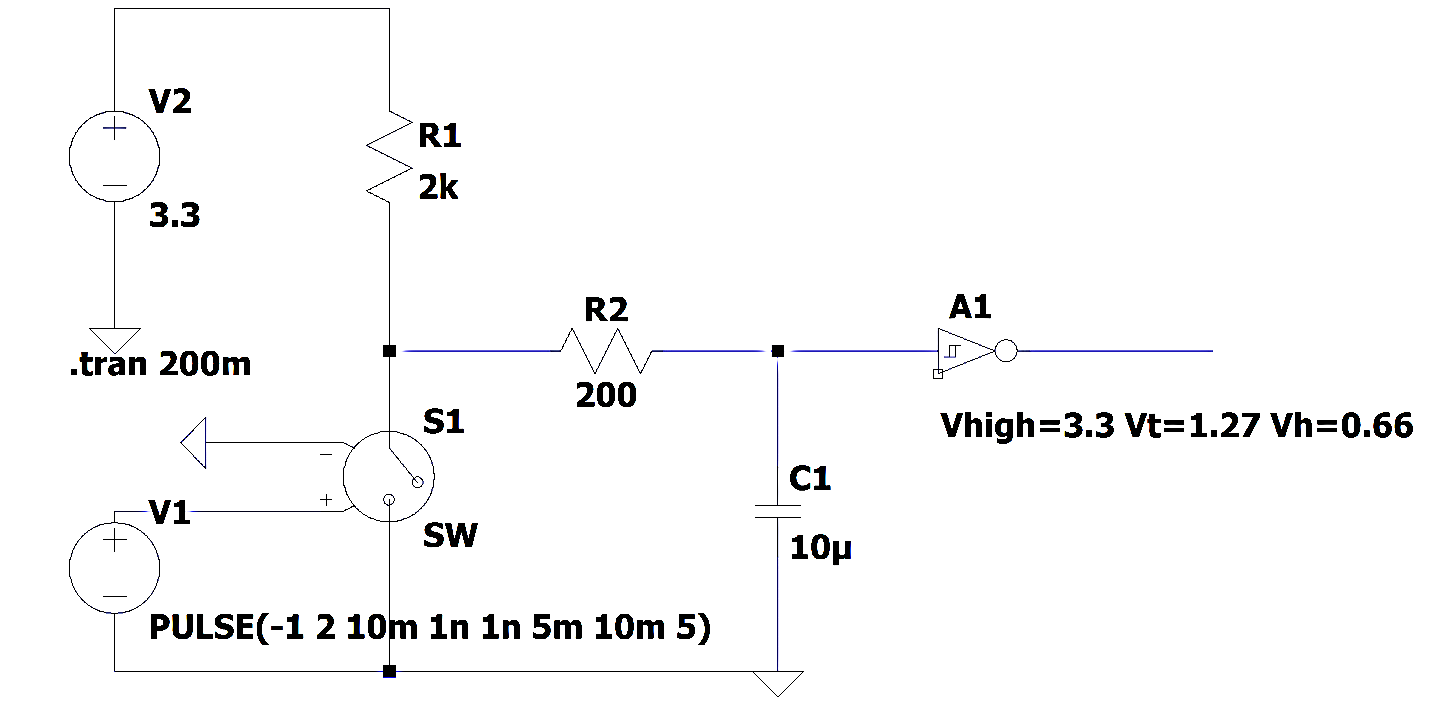 V2
3.3
R1
2k
.tran 200m
R2
200
A1
Vhigh=3.3 Vt=1.27 Vh=0.66
S1
SW
V1
PULSE(-1 2 10m 1n 1n 5m 10m 5)
C1
10µ